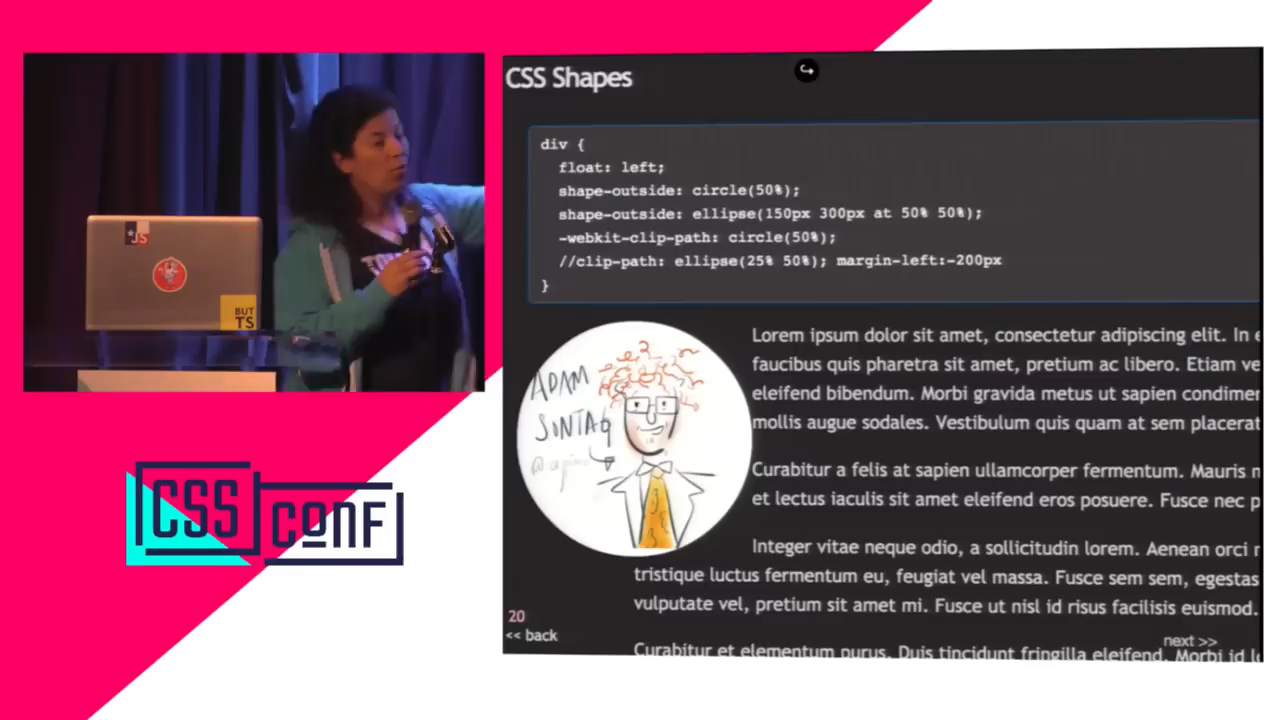 CSS Shapes
div {
float: left;
shape-outside: circle(50%);
shape-outside: ellipse(150px 300px at 50% 50%);
-webkit-clip-path: circle(50%);
//clip-path: ellipse(25% 50%); margin-left:-200px
}
ADAM
SONTAG
Lorem ipsum dolor sit amet, consectetur adipiscing elit. In
faucibus quis pharetra sit amet, pretium ac libero. Etiam
eleifend bibendum. Morbi gravida metus ut sapien
mollis augue sodales. Vestibulum quis quam at sem
Curabitur a felis at sapien ullamcorper fermentum. Mauris
et lectus iaculis sit amet eleifend eros posuere. Fusce nec
Integer vitae neque odio, a sollicitudin lorem. Aenean orci
tristique luctus fermentum eu, feugiat vel massa. Fusce sem sem, egestas
vulputate vel, pretium sit amet mi. Fusce ut nisl id risus facilisis euismod.
Curabitur et elementum purus. Duis tincidunt fringilla eleifend. Morbi id
20
<< back
next >>
JS
BUT
TS
CSS
CONF